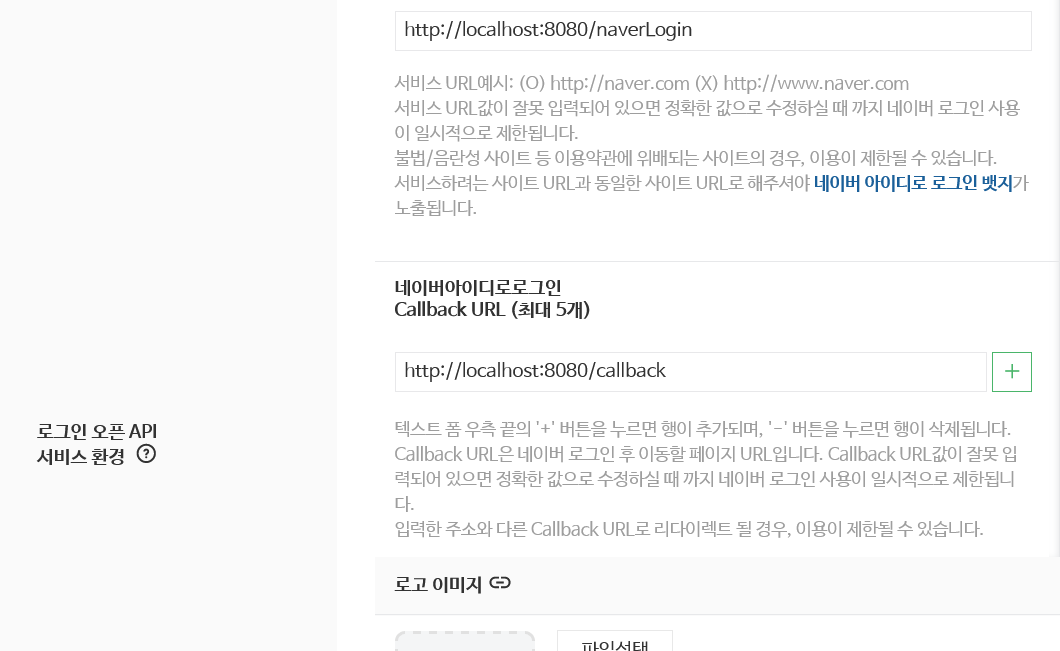 http://localhost:8080/naverLogin
서비스 URL예시: (O) http://naver.com (X) http://www.naver.com
서비스 URL값이 잘못 입력되어 있으면 정확한 값으로 수정하실 때 까지 네이버 로그인 사용
이 일시적으로 제한됩니다.
불법/음란성 사이트 등 이용약관에 위배되는 사이트의 경우, 이용이 제한될 수 있습니다.
서비스하려는 사이트 URL과 동일한 사이트 URL로 해주셔야 네이버 아이디로 로그인 뱃지가
노출됩니다.
네이버아이디로로그인
Callback URL (최대 5개)
http://localhost:8080/callback
+
로그인 오픈 API
서비스 환경 ?
텍스트 폼 우측 끝의 '+' 버튼을 누르면 행이 추가되며, '-' 버튼을 누르면 행이 삭제됩니다.
Callback URL은 네이버 로그인 후 이동할 페이지 URL입니다. Callback URL값이 잘못 입
력되어 있으면 정확한 값으로 수정하실 때 까지 네이버 로그인 사용이 일시적으로 제한됩니
다.
입력한 주소와 다른 Callback URL로 리다이렉트 될 경우, 이용이 제한될 수 있습니다.
로고 이미지
파일선택